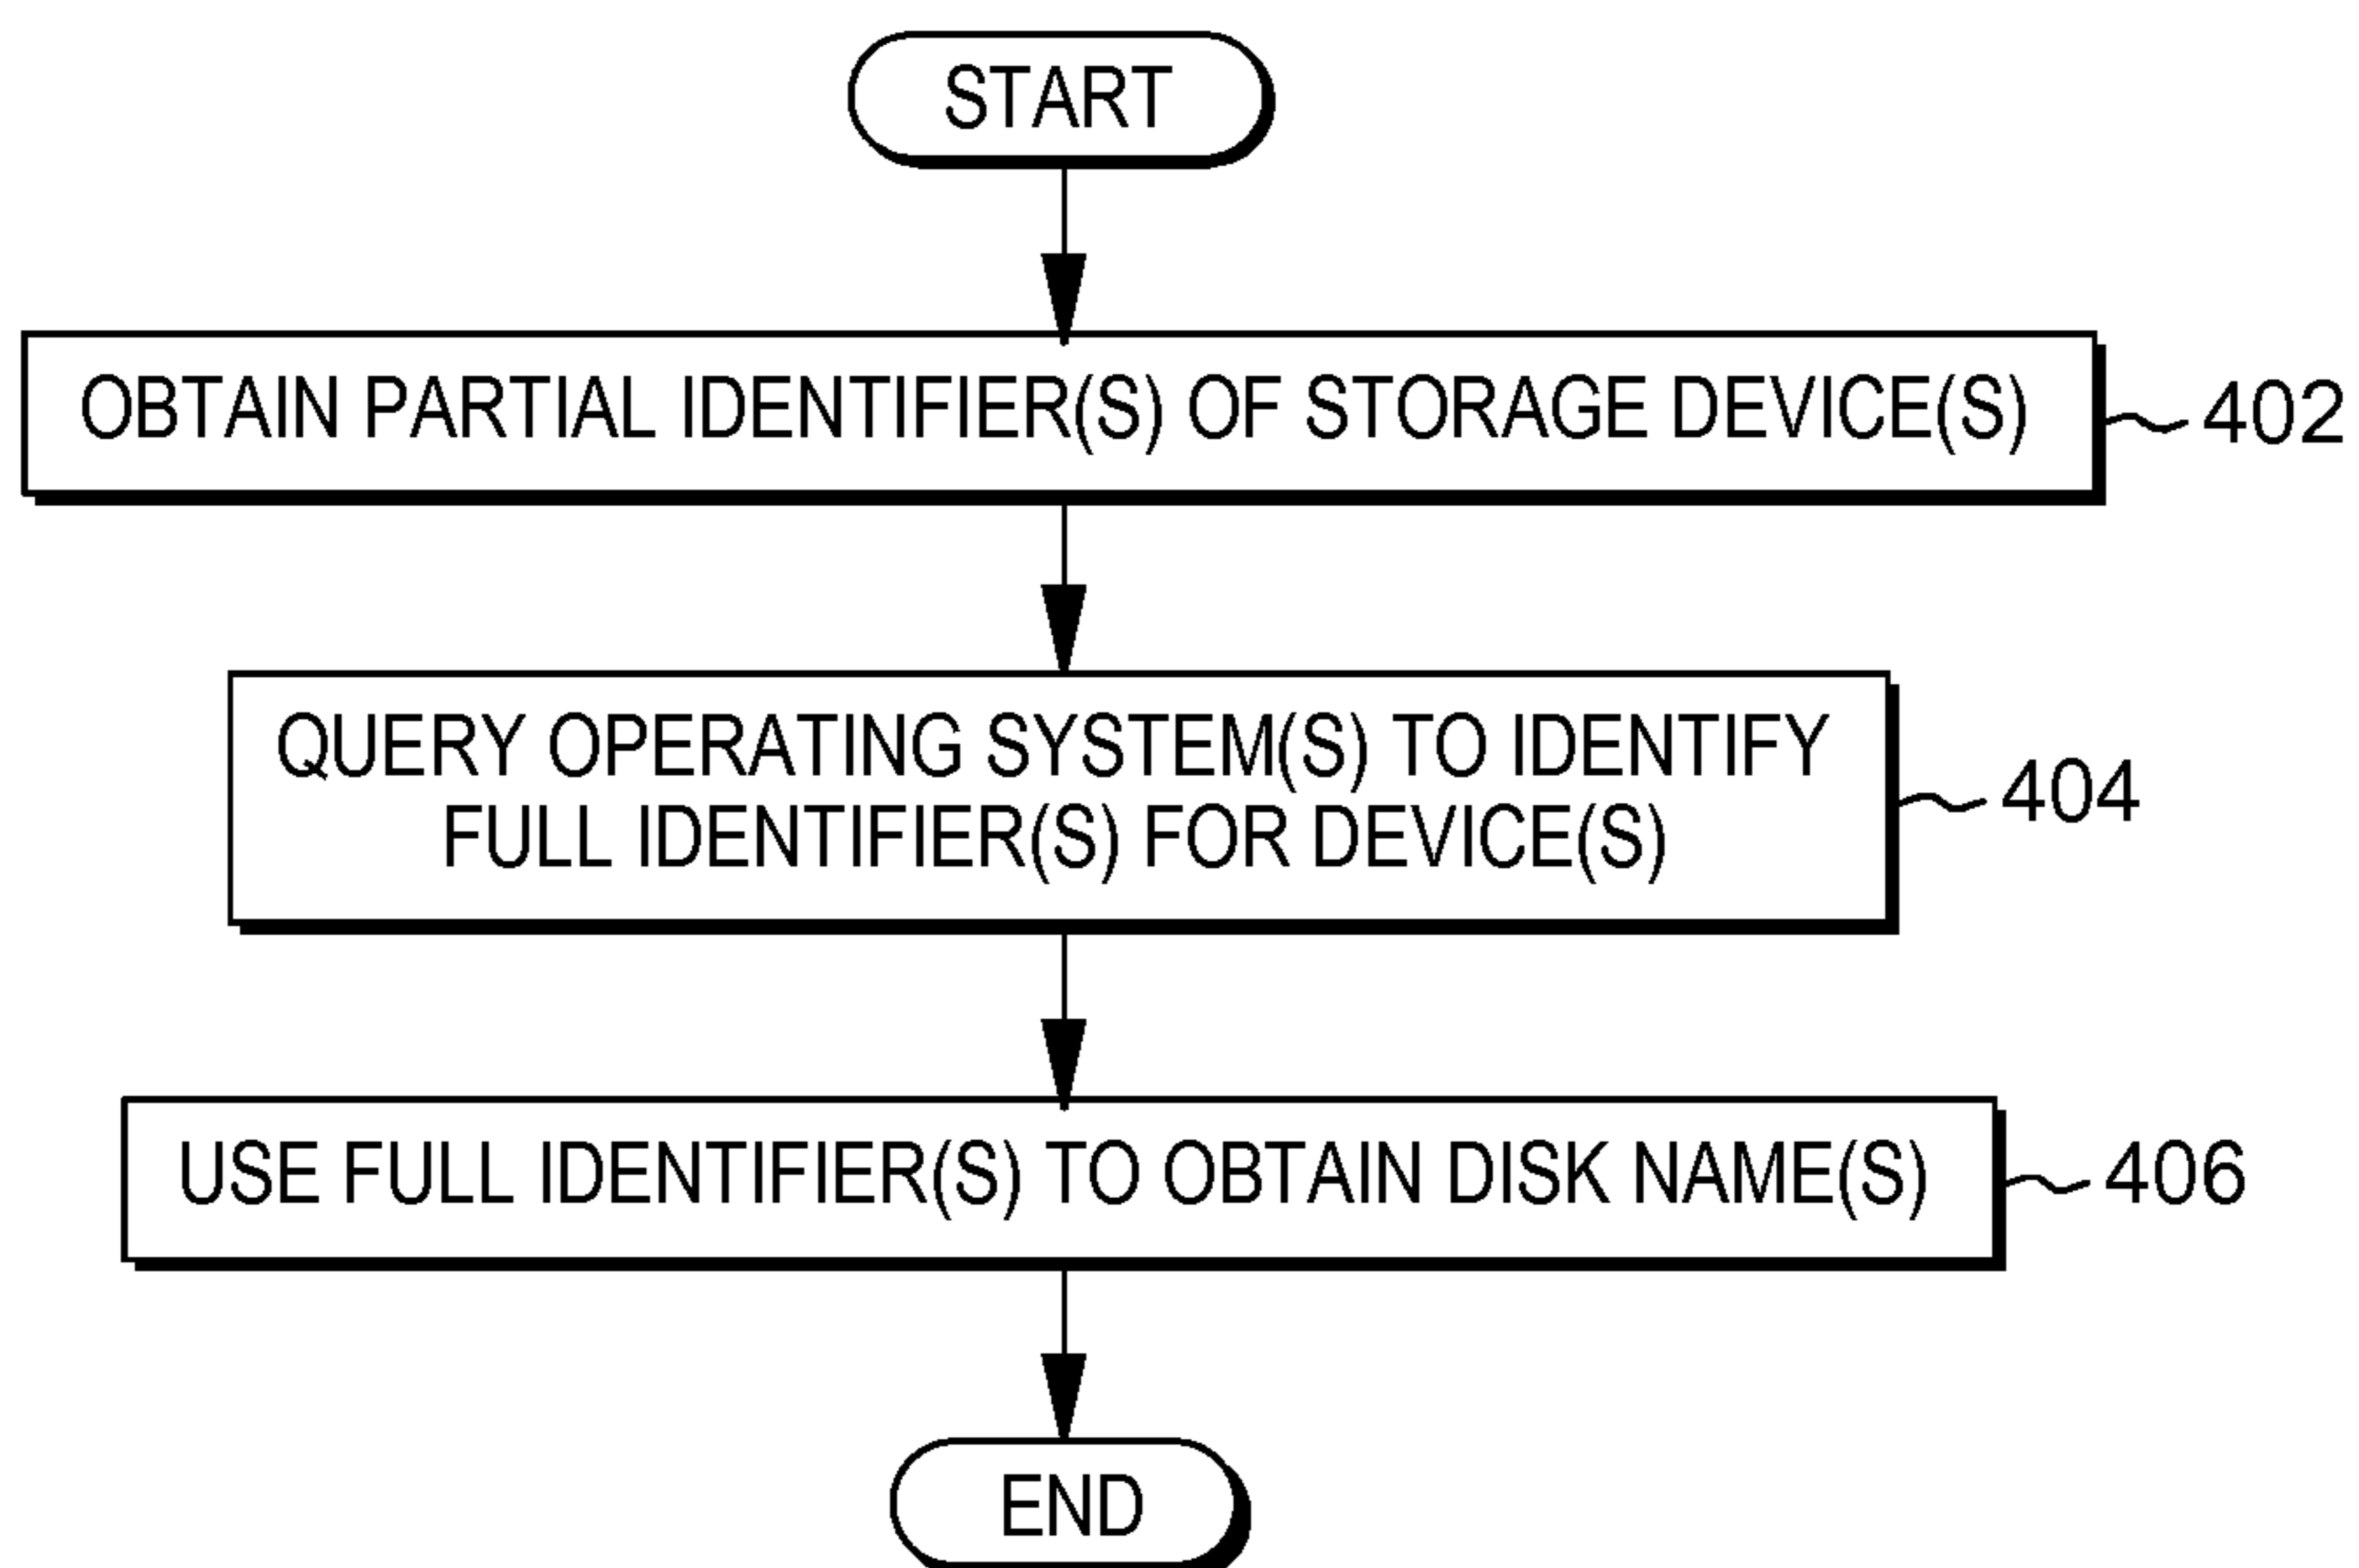 START
OBTAIN PARTIAL IDENTIFIER(S) OF STORAGE DEVICE(S)
402
QUERY OPERATING SYSTEM(S) TO IDENTIFY
FULL IDENTIFIER(S) FOR DEVICE(S)
404
USE FULL IDENTIFIER(S) TO OBTAIN DISK NAME(S)
406
END